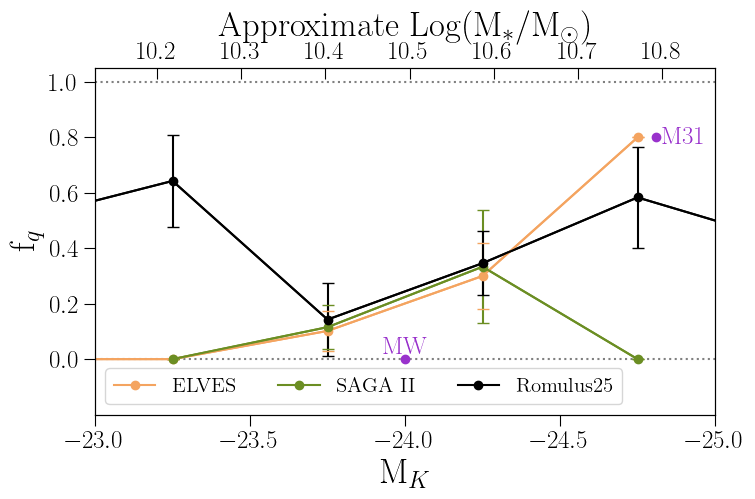 Approximate Log(M*/M⊙)
10.2 10.3 10.4 10.5 10.6 10.7 10.8
1.0
M31
0.8
0.6
f_q
0.4
0.2
MW
0.0
ELVES SAGA II Romulus25
−23.0 −23.5 −24.0 −24.5 −25.0
M_K